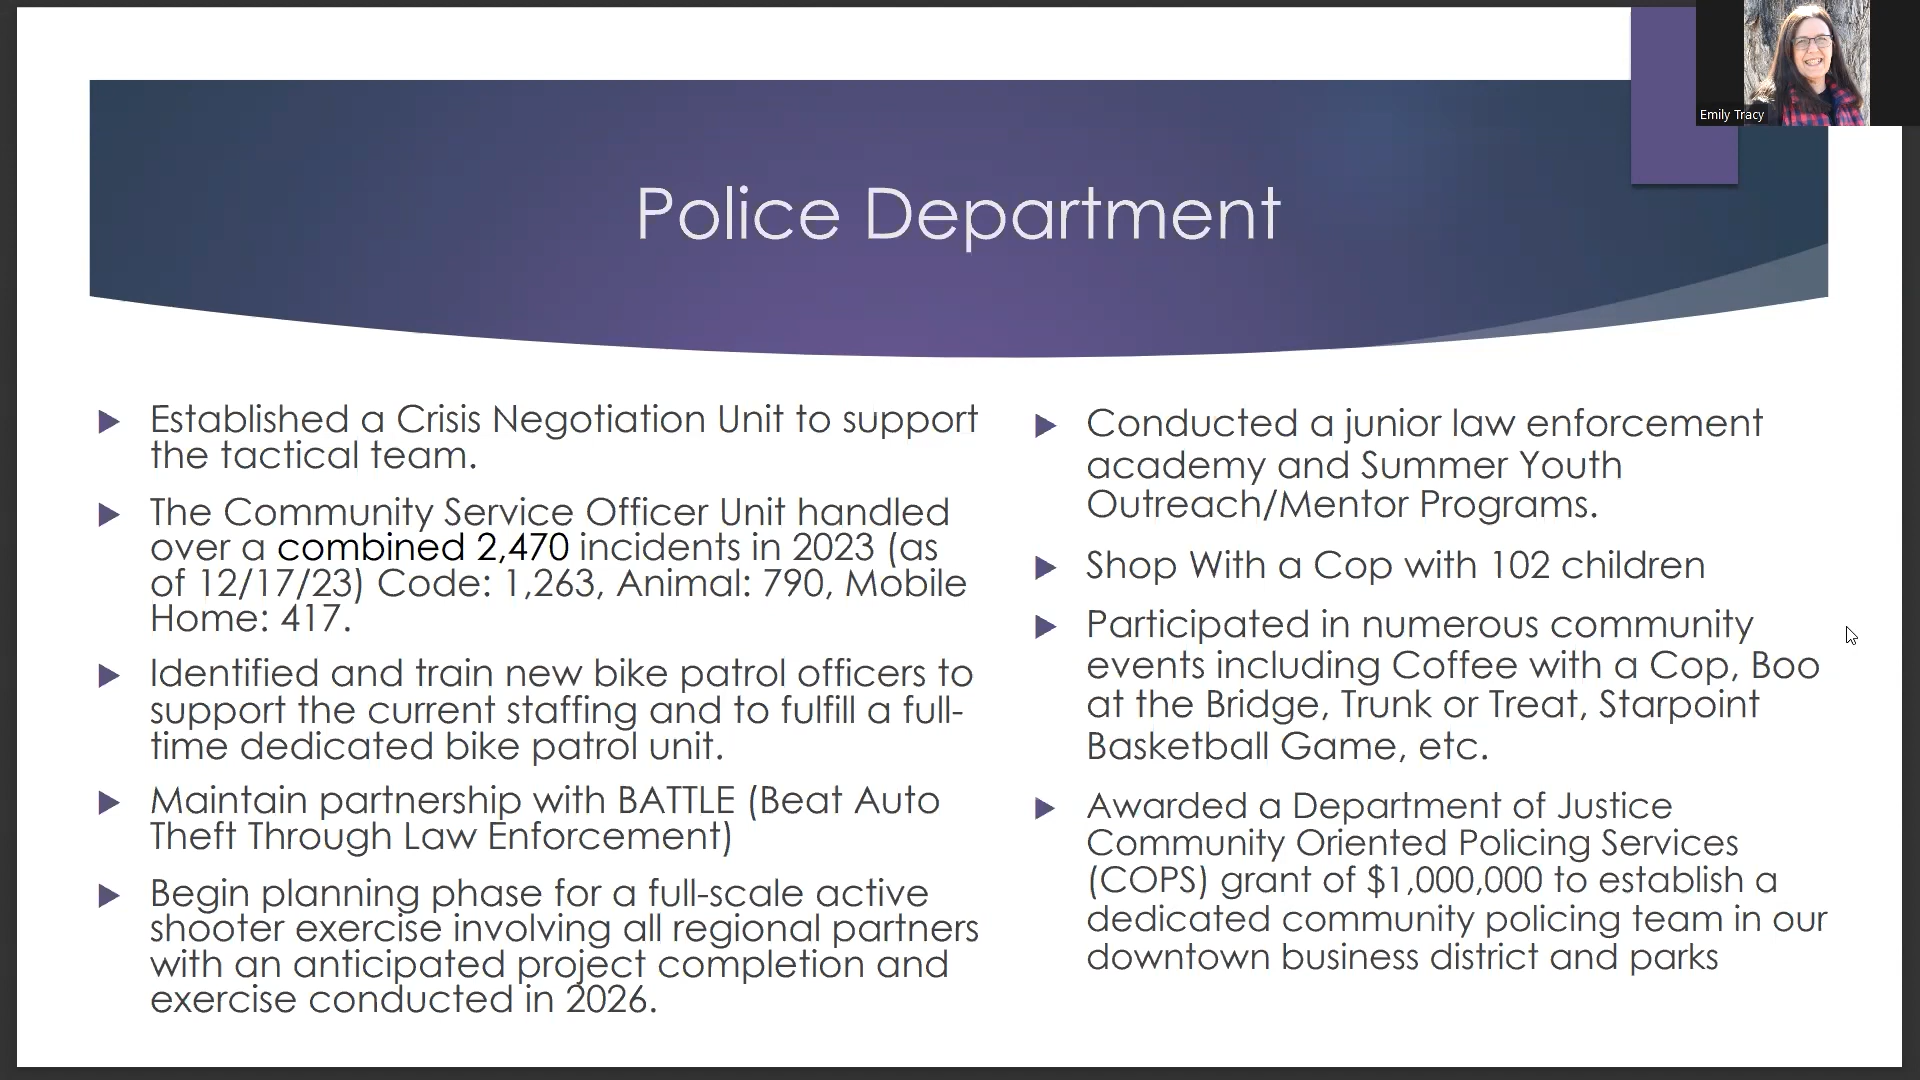 Emily Tracy
Police Department
Established a Crisis Negotiation Unit to support
the tactical team.
The Community Service Officer Unit handled
over a combined 2,470 incidents in 2023 (as
of 12/17/23) Code: 1,263, Animal: 790, Mobile
Home: 417.
Identified and train new bike patrol officers to
support the current staffing and to fulfill a full-
time dedicated bike patrol unit.
Maintain partnership with BATTLE (Beat Auto
Theft Through Law Enforcement)
Begin planning phase for a full-scale active
shooter exercise involving all regional partners
with an anticipated project completion and
exercise conducted in 2026.
Conducted a junior law enforcement
academy and Summer Youth
Outreach/Mentor Programs.
Shop With a Cop with 102 children
Participated in numerous community
events including Coffee with a Cop, Boo
at the Bridge, Trunk or Treat, Starpoint
Basketball Game, etc.
Awarded a Department of Justice
Community Oriented Policing Services
(COPS) grant of $1,000,000 to establish a
dedicated community policing team in our
downtown business district and parks